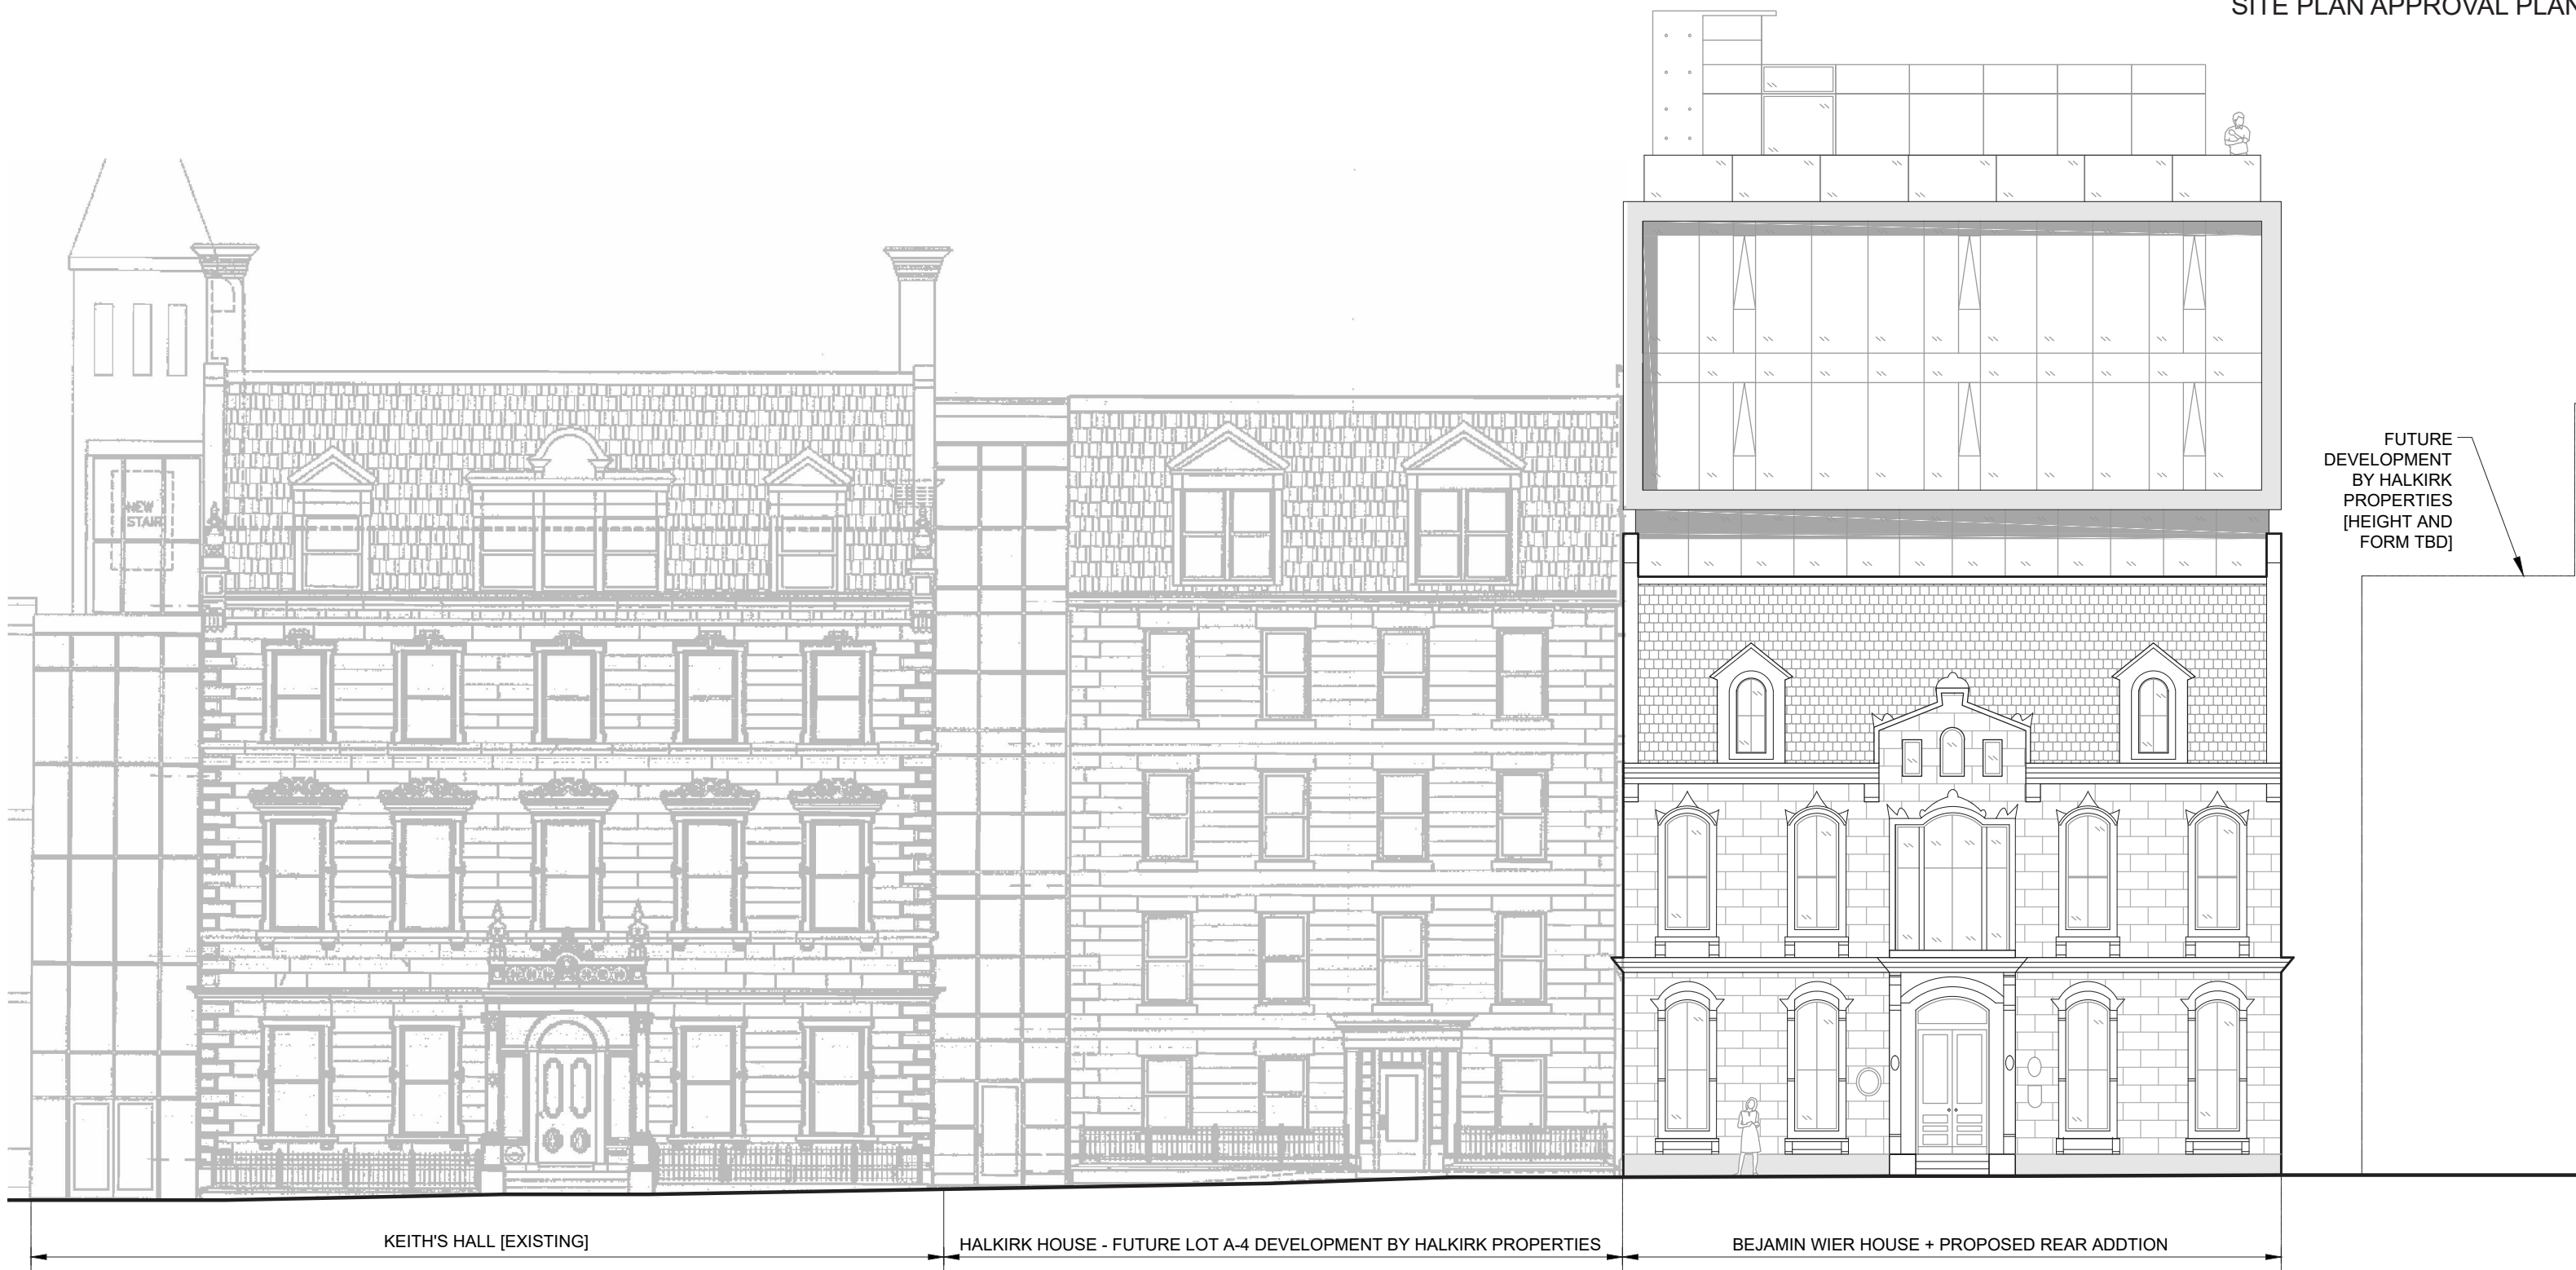 SITE PLAN APPROVAL PLAN
FUTURE
DEVELOPMENT
BY HALKIRK
PROPERTIES
[HEIGHT AND
FORM TBD]
NEW
STAIR
KEITH'S HALL [EXISTING]
HALKIRK HOUSE - FUTURE LOT A-4 DEVELOPMENT BY HALKIRK PROPERTIES
BEJAMIN WIER HOUSE + PROPOSED REAR ADDTION